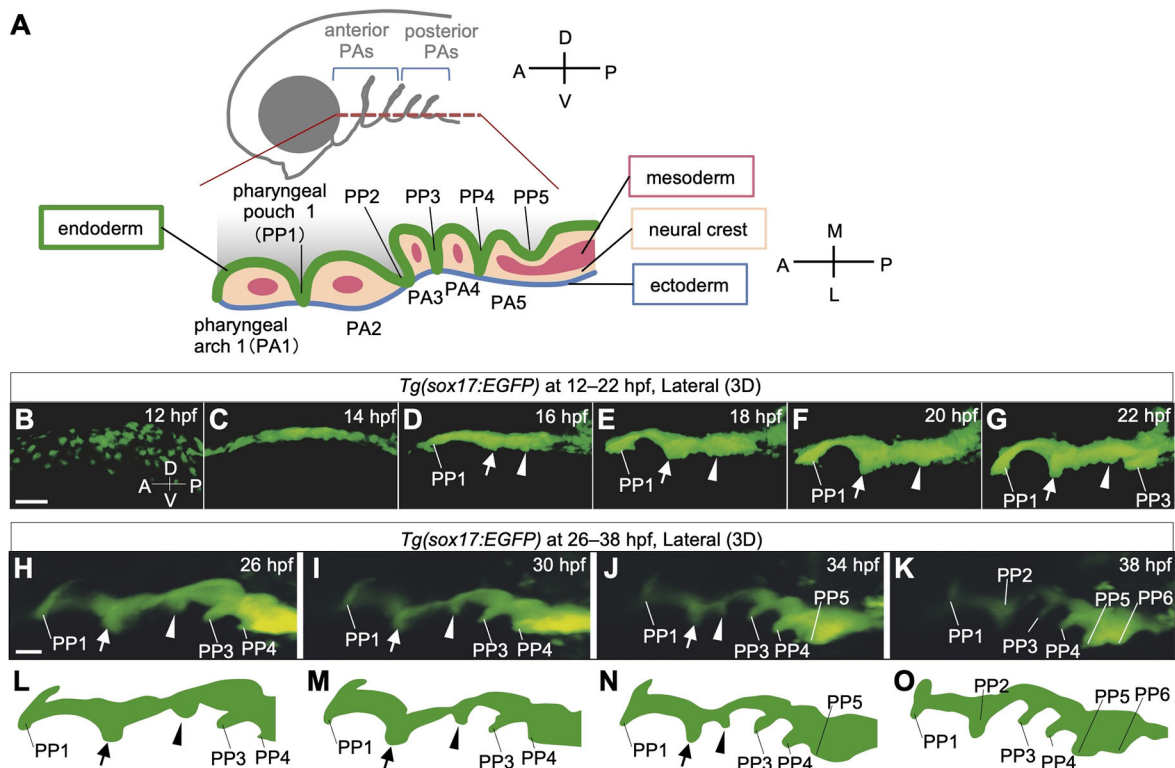 A
anterior
PAs
posterior
PAs
D
A
P
V
pharyngeal
pouch 1
(PP1)
PP2
PP3
PP4
PP5
mesoderm
endoderm
neural crest
ectoderm
M
A
P
L
pharyngeal
arch 1(PA1)
PA2
PA3
PA4
PA5
Tg(sox17:EGFP) at 12–22 hpf, Lateral (3D)
B
12 hpf
D
A
P
V
C
14 hpf
D
16 hpf
PP1
E
18 hpf
PP1
F
20 hpf
PP1
G
22 hpf
PP1
PP3
Tg(sox17:EGFP) at 26–38 hpf, Lateral (3D)
H
26 hpf
PP1
PP3
PP4
I
30 hpf
PP1
PP3
PP4
J
34 hpf
PP5
PP1
PP3
PP4
K
38 hpf
PP2
PP5
PP6
PP1
PP3
PP4
L
PP1
PP3
PP4
M
PP1
PP3
PP4
N
PP5
PP1
PP3
PP4
O
PP2
PP5
PP6
PP1
PP3
PP4